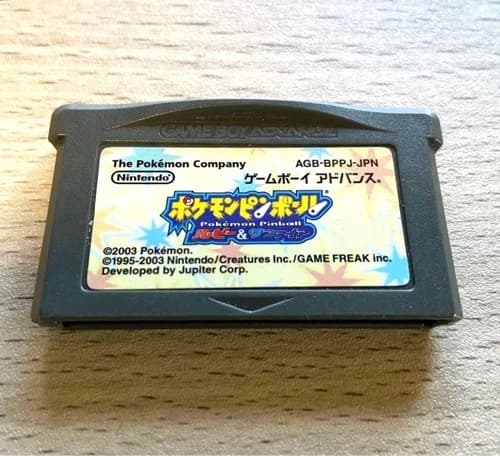 GAME BOY ADVANCE
The Pokémon Company AGB-BPPJ-JPN
Nintendo ゲームボーイ アドバンス®
ポケモンピンボール
Pokémon Pinball
ルビー&サファイア
©2003 Pokémon.
©1995-2003 Nintendo/Creatures Inc./GAME FREAK inc.
Developed by Jupiter Corp.